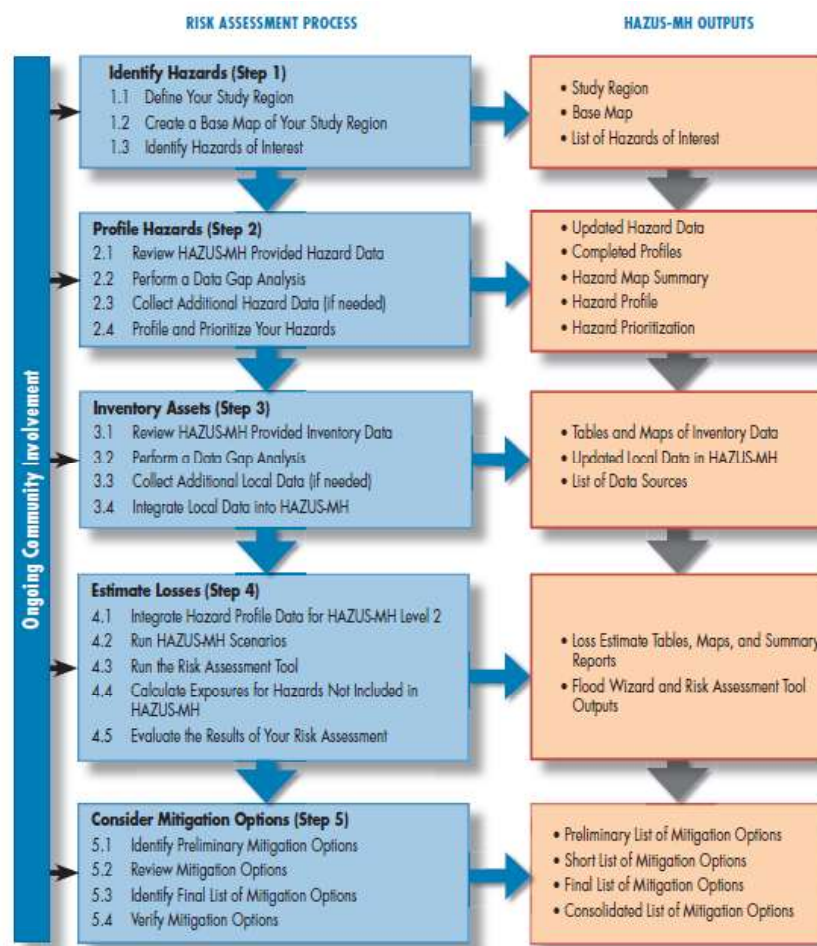 RISK ASSESSMENT PROCESS
HAZUS-MH OUTPUTS
Ongoing Community Involvement
Identify Hazards (Step 1)
1.1 Define Your Study Region
1.2 Create a Base Map of Your Study Region
1.3 Identify Hazards of Interest
• Study Region
• Base Map
• List of Hazards of Interest
Profile Hazards (Step 2)
2.1 Review HAZUS-MH Provided Hazard Data
2.2 Perform a Data Gap Analysis
2.3 Collect Additional Hazard Data (if needed)
2.4 Profile and Prioritize Your Hazards
• Updated Hazard Data
• Completed Profiles
• Hazard Map Summary
• Hazard Profile
• Hazard Prioritization
Inventory Assets (Step 3)
3.1 Review HAZUS-MH Provided Inventory Data
3.2 Perform a Data Gap Analysis
3.3 Collect Additional Local Data (if needed)
3.4 Integrate Local Data into HAZUS-MH
• Tables and Maps of Inventory Data
• Updated Local Data in HAZUS-MH
• List of Data Sources
Estimate Losses (Step 4)
4.1 Integrate Hazard Profile Data for HAZUS-MH Level 2
4.2 Run HAZUS-MH Scenarios
4.3 Run the Risk Assessment Tool
4.4 Calculate Exposures for Hazards Not Included in
HAZUS-MH
4.5 Evaluate the Results of Your Risk Assessment
• Loss Estimate Tables, Maps, and Summary
Reports
• Flood Wizard and Risk Assessment Tool
Outputs
Consider Mitigation Options (Step 5)
5.1 Identify Preliminary Mitigation Options
5.2 Review Mitigation Options
5.3 Identify Final List of Mitigation Options
5.4 Verify Mitigation Options
• Preliminary List of Mitigation Options
• Short List of Mitigation Options
• Final List of Mitigation Options
• Consolidated List of Mitigation Options